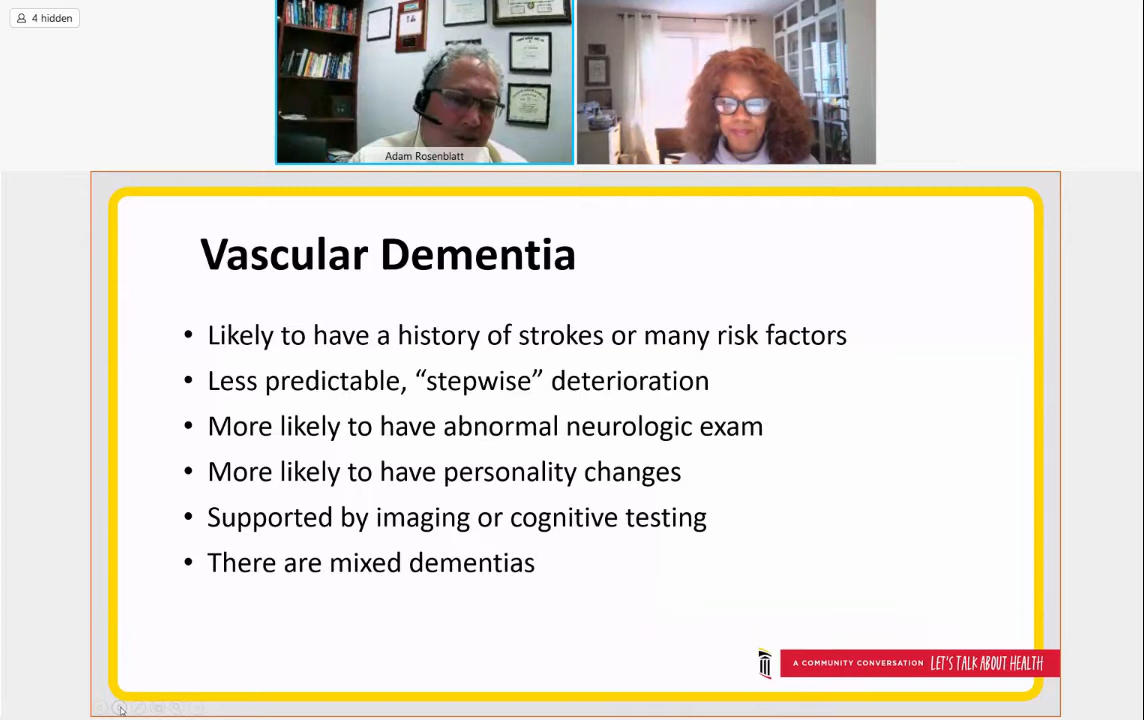 4 hidden
Adam Rosenblatt
Vascular Dementia
• Likely to have a history of strokes or many risk factors
• Less predictable, “stepwise” deterioration
• More likely to have abnormal neurologic exam
• More likely to have personality changes
• Supported by imaging or cognitive testing
• There are mixed dementias
A COMMUNITY CONVERSATION LET'S TALK ABOUT HEALTH